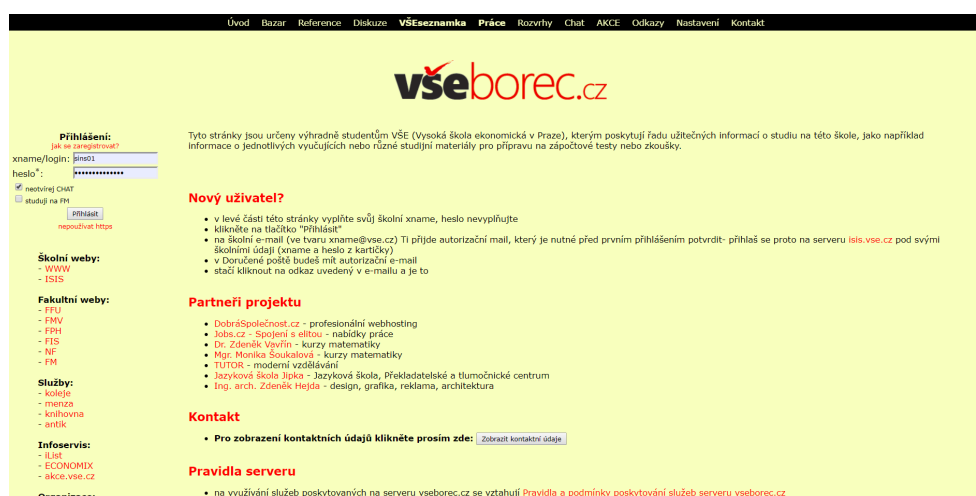 Úvod Bazar Reference Diskuze VŠEseznamka Práce Rozvrhy Chat AKCE Odkazy Nastavení Kontakt
všeborec.cz
Přihlášení:
jak se zaregistrovat?
xname/login: sins01
heslo*: ••••••••••••••
neotvírej CHAT
studuji na FM
Přihlásit
nepoužívat https
Školní weby:
- WWW
- ISIS
Fakultní weby:
- FFU
- FMV
- FPH
- FIS
- NF
- FM
Služby:
- koleje
- menza
- knihovna
- antik
Infoservis:
- iList
- ECONOMIX
- akce.vse.cz
Organizace:
Tyto stránky jsou určeny výhradně studentům VŠE (Vysoká škola ekonomická v Praze), kterým poskytují řadu užitečných informací o studiu na této škole, jako například
informace o jednotlivých vyučujících nebo různé studijní materiály pro přípravu na zápočtové testy nebo zkoušky.
Nový uživatel?
• v levé části této stránky vyplňte svůj školní xname, heslo nevyplňujte
• klikněte na tlačítko "Přihlásit"
• na školní e-mail (ve tvaru xname@vse.cz) Ti přijde autorizační mail, který je nutné před prvním přihlášením potvrdit- přihlaš se proto na serveru isis.vse.cz pod svými
školními údaji (xname a heslo z kartičky)
• v Doručené poště budeš mít autorizační e-mail
• stačí kliknout na odkaz uvedený v e-mailu a je to
Partneři projektu
• DobráSpolečnost.cz - profesionální webhosting
• Jobs.cz - Spojení s elitou - nabídky práce
• Dr. Zdeněk Vavřín - kurzy matematiky
• Mgr. Monika Šoukalová - kurzy matematiky
• TUTOR - moderní vzdělávání
• Jazyková škola Jipka - Jazyková škola, Překladatelské a tlumočnické centrum
• Ing. arch. Zdeněk Hejda - design, grafika, reklama, architektura
Kontakt
• Pro zobrazení kontaktních údajů klikněte prosím zde: Zobrazit kontaktní údaje
Pravidla serveru
• na využívání služeb poskytovaných na serveru vseborec.cz se vztahují Pravidla a podmínky poskytování služeb serveru vseborec.cz